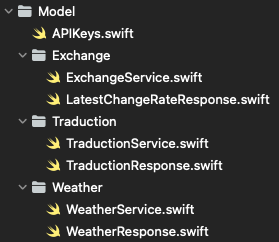 Model
APIKeys.swift
Exchange
ExchangeService.swift
LatestChangeRateResponse.swift
Traduction
TraductionService.swift
TraductionResponse.swift
Weather
WeatherService.swift
WeatherResponse.swift